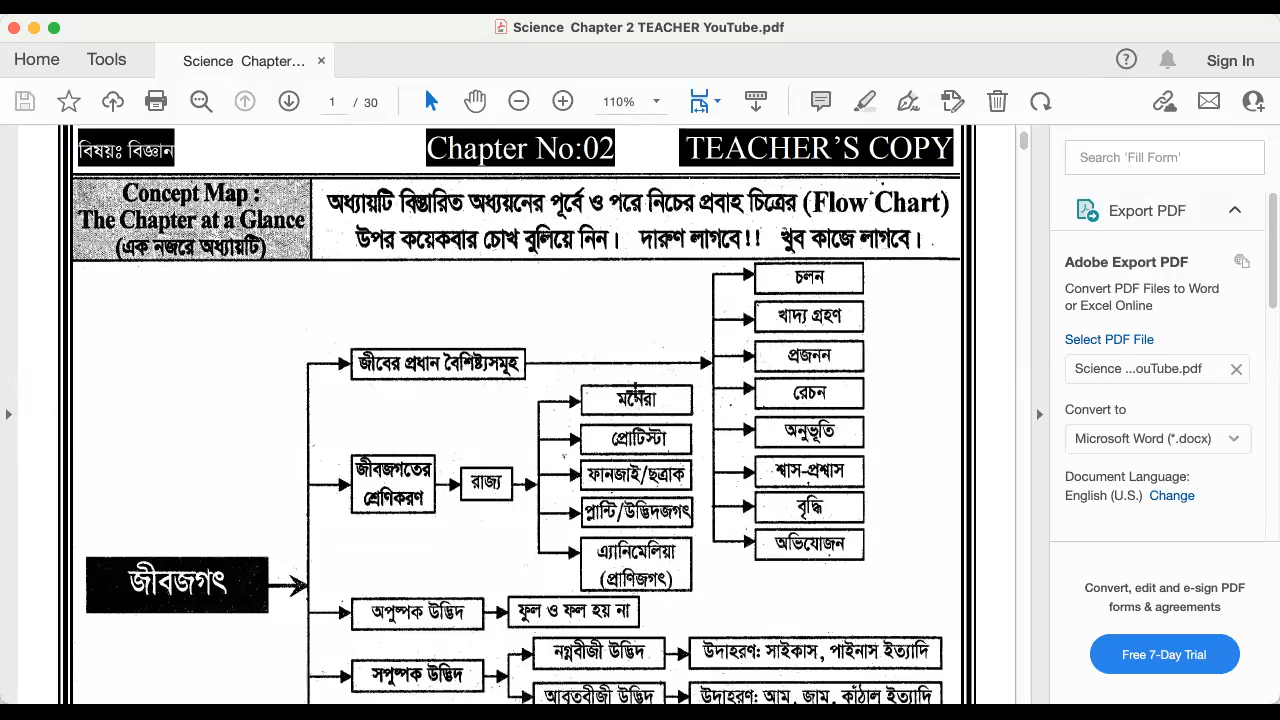 Science Chapter 2 TEACHER YouTube.pdf
Home
Tools
Science Chapter... ×
Sign In
1 / 30
110%
বিষয়ঃ বিজ্ঞান
Chapter No:02
TEACHER'S COPY
Concept Map :
The Chapter at a Glance
(এক নজরে অধ্যায়টি)
অধ্যায়টি বিস্তারিত অধ্যয়নের পূর্বে ও পরে নিচের প্রবাহ চিত্রের (Flow Chart)
উপর কয়েকবার চোখ বুলিয়ে নিন। দারুণ লাগবে!! খুব কাজে লাগবে।
জীবজগৎ
জীবের প্রধান বৈশিষ্ট্যসমূহ
চলন
খাদ্য গ্রহণ
প্রজনন
রেচন
অনুভূতি
শ্বাস-প্রশ্বাস
বৃদ্ধি
অভিযোজন
জীবজগতের
শ্রেণিকরণ
রাজ্য
মনেরা
প্রোটিস্টা
ফানজাই/ছত্রাক
প্লান্টি/উদ্ভিদজগৎ
এ্যানিমেলিয়া
(প্রাণিজগৎ)
অপুষ্পক উদ্ভিদ
ফুল ও ফল হয় না
সপুষ্পক উদ্ভিদ
নগ্নবীজী উদ্ভিদ
উদাহরণ: সাইকাস, পাইনাস ইত্যাদি
আবৃতবীজী উদ্ভিদ
উদাহরণ: আম, জাম, কাঁঠাল ইত্যাদি
Search 'Fill Form'
Export PDF
Adobe Export PDF
Convert PDF Files to Word
or Excel Online
Select PDF File
Science ...ouTube.pdf
Convert to
Microsoft Word (*.docx)
Document Language:
English (U.S.) Change
Convert, edit and e-sign PDF
forms & agreements
Free 7-Day Trial